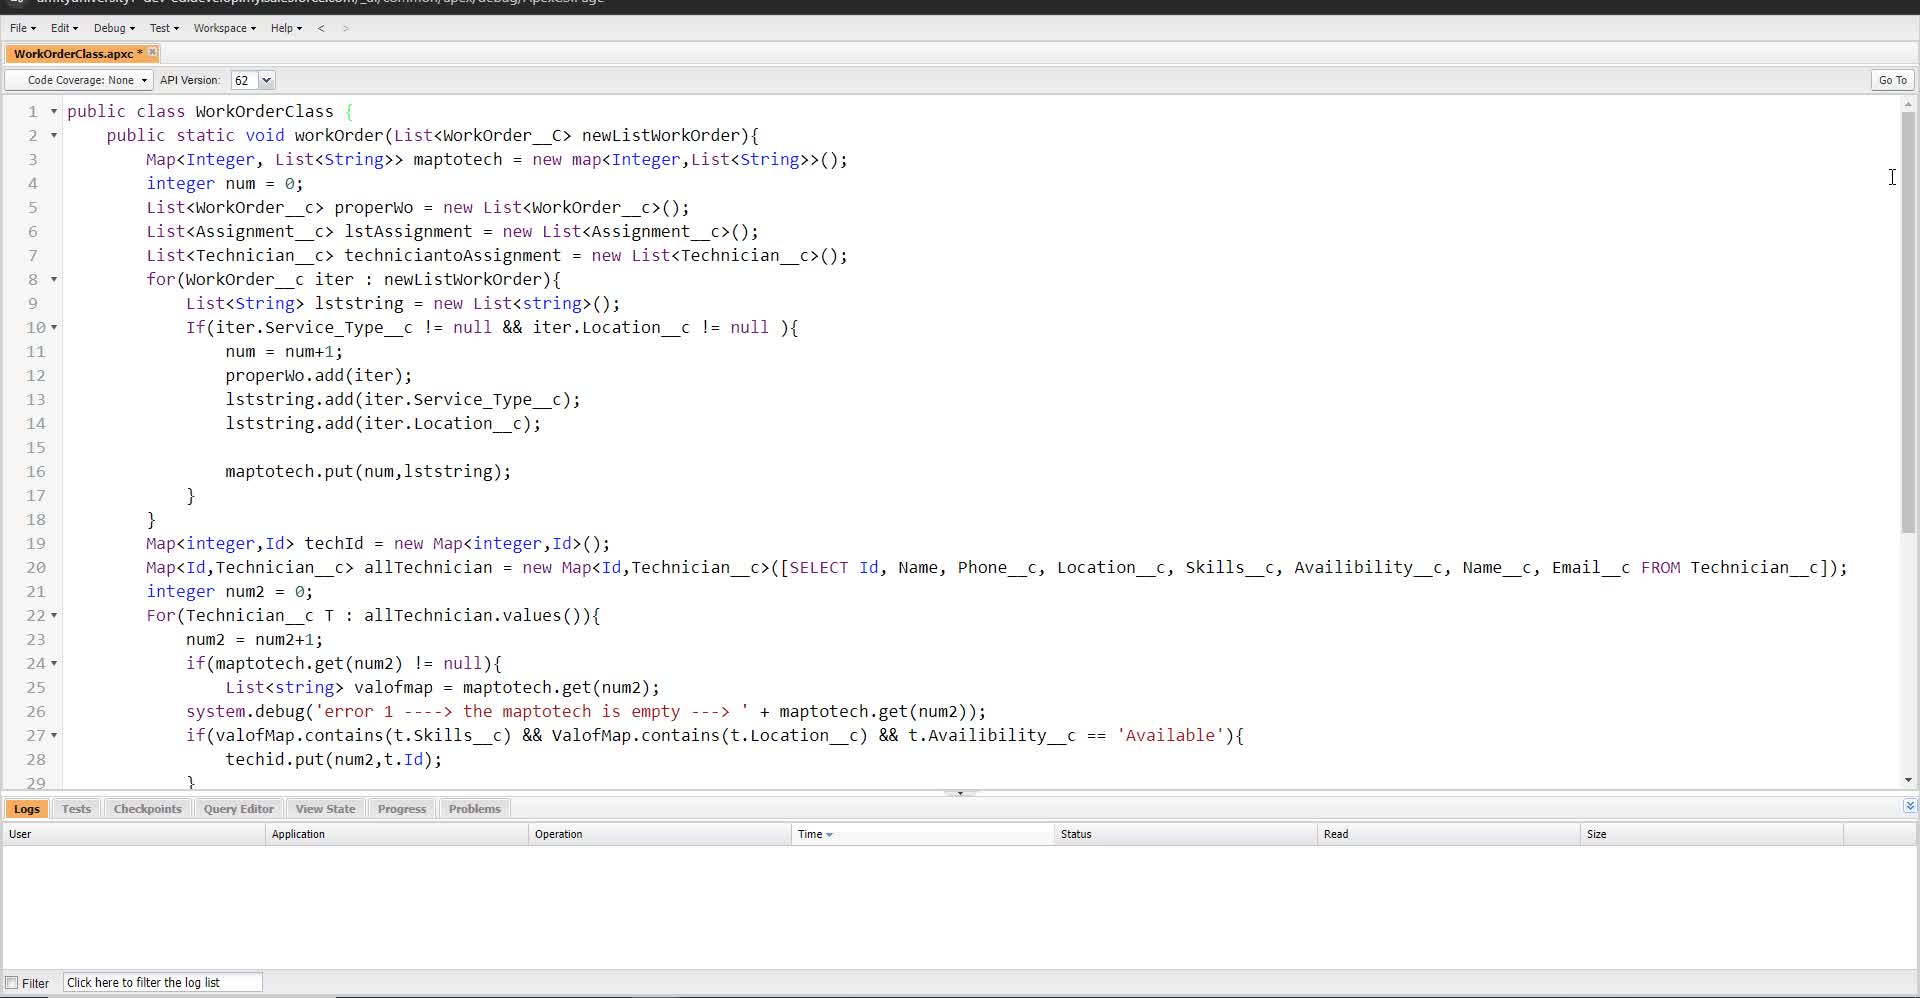 File Edit Debug Test Workspace Help < >
WorkOrderClass.apxc *
Code Coverage: None API Version: 62 Go To
1 public class WorkOrderClass {
2 public static void workOrder(List<WorkOrder__C> newListWorkOrder){
3 Map<Integer, List<String>> maptotech = new map<Integer,List<String>>();
4 integer num = 0;
5 List<WorkOrder__c> properWo = new List<WorkOrder__c>();
6 List<Assignment__c> lstAssignment = new List<Assignment__c>();
7 List<Technician__c> techniciantoAssignment = new List<Technician__c>();
8 for(WorkOrder__c iter : newListWorkOrder){
9 List<String> lststring = new List<string>();
10 If(iter.Service_Type__c != null && iter.Location__c != null ){
11 num = num+1;
12 properWo.add(iter);
13 lststring.add(iter.Service_Type__c);
14 lststring.add(iter.Location__c);
15
16 maptotech.put(num,lststring);
17 }
18 }
19 Map<integer,Id> techId = new Map<integer,Id>();
20 Map<Id,Technician__c> allTechnician = new Map<Id,Technician__c>([SELECT Id, Name, Phone__c, Location__c, Skills__c, Availibility__c, Name__c, Email__c FROM Technician__c]);
21 integer num2 = 0;
22 For(Technician__c T : allTechnician.values()){
23 num2 = num2+1;
24 if(maptotech.get(num2) != null){
25 List<string> valofmap = maptotech.get(num2);
26 system.debug('error 1 ----> the maptotech is empty ---> ' + maptotech.get(num2));
27 if(valofMap.contains(t.Skills__c) && ValofMap.contains(t.Location__c) && t.Availibility__c == 'Available'){
28 techid.put(num2,t.Id);
29 }
Logs Tests Checkpoints Query Editor View State Progress Problems
User Application Operation Time Status Read Size
Filter Click here to filter the log list